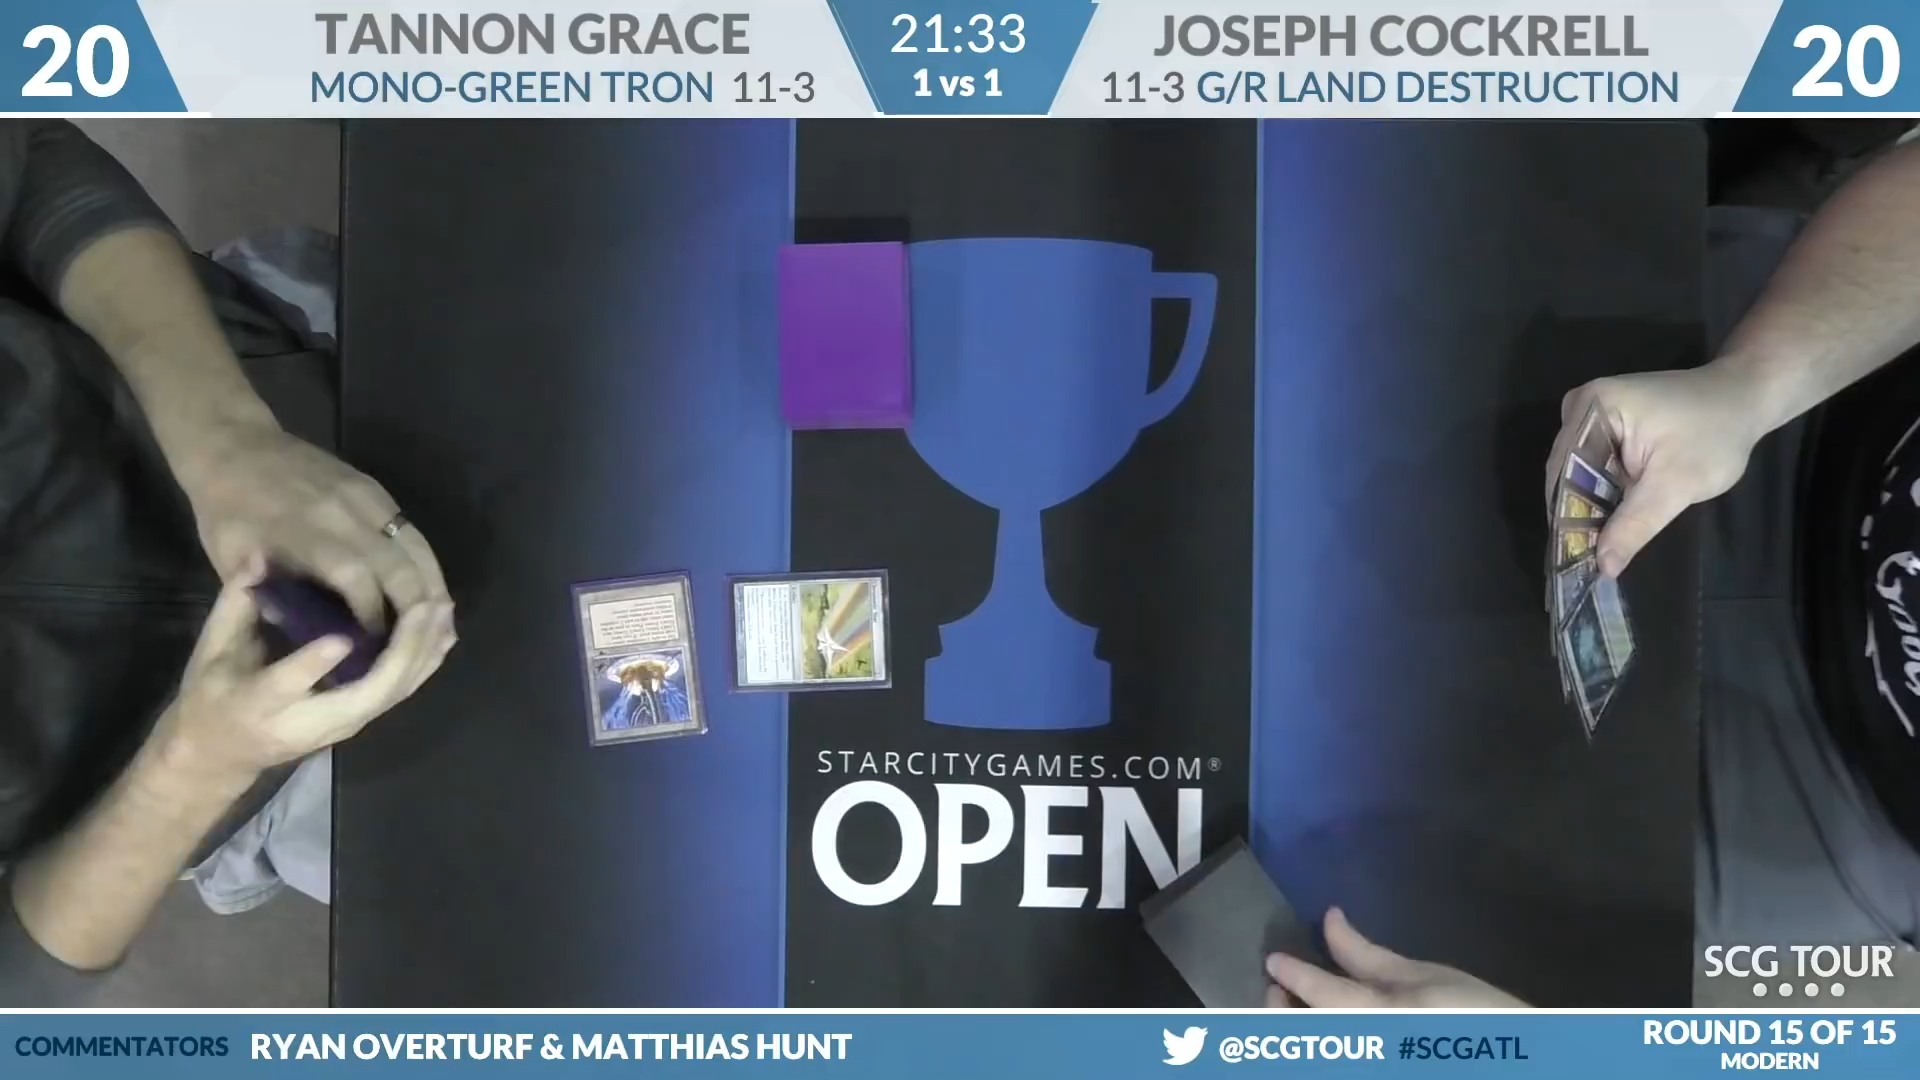 20
TANNON GRACE
MONO-GREEN TRON 11-3
21:33
1 vs 1
JOSEPH COCKRELL
11-3 G/R LAND DESTRUCTION
20
STARCITYGAMES.COM®
OPEN
SCG TOUR
COMMENTATORS RYAN OVERTURF & MATTHIAS HUNT
@SCGTOUR #SCGATL
ROUND 15 OF 15
MODERN